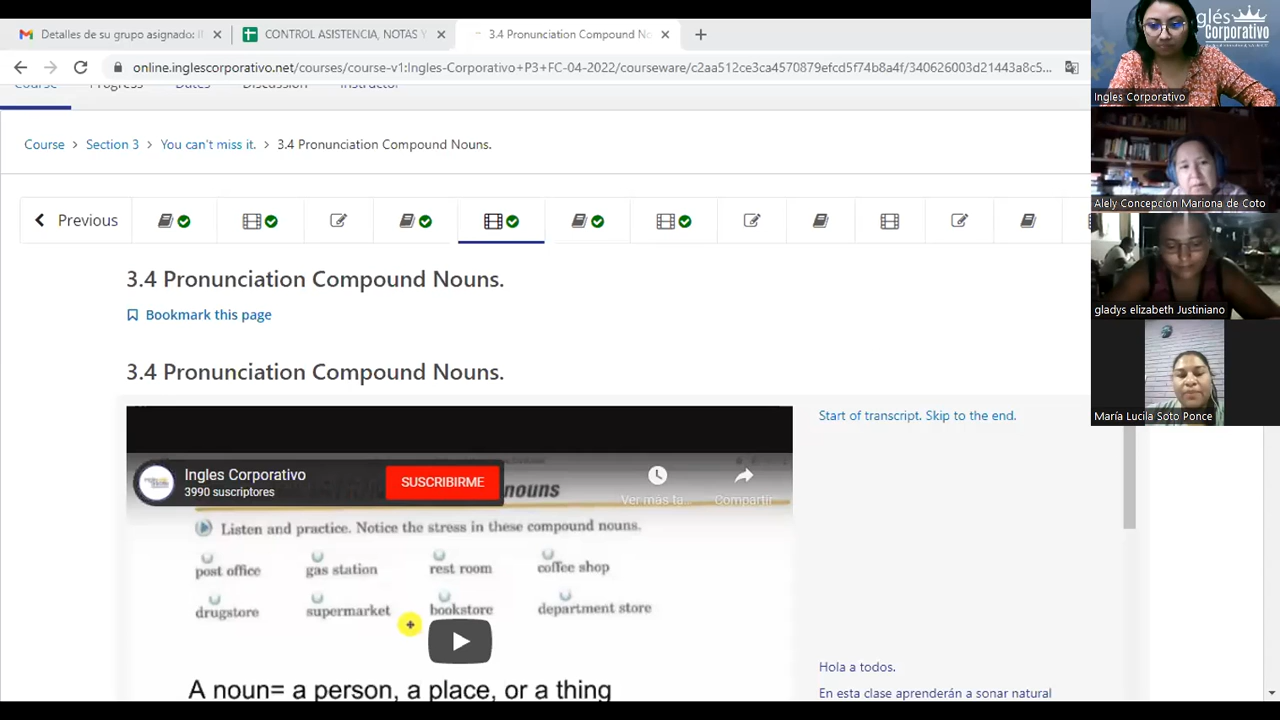 Detalles de su grupo asignado: I
CONTROL ASISTENCIA, NOTAS Y
3.4 Pronunciation Compound No
online.inglescorporativo.net/courses/course-v1:Ingles-Corporativo+P3+FC-04-2022/courseware/c2aa512ce3ca4570879efcd5f74b8a4f/340626003d21443a8c5...
Course Progress Dates Discussion Instructor
Course > Section 3 > You can't miss it. > 3.4 Pronunciation Compound Nouns.
Previous
3.4 Pronunciation Compound Nouns.
Bookmark this page
3.4 Pronunciation Compound Nouns.
Ingles Corporativo
3990 suscriptores
SUSCRIBIRME
Ver más ta...
Compartir
nouns
Listen and practice. Notice the stress in these compound nouns.
post office gas station rest room coffee shop
drugstore supermarket bookstore department store
A noun= a person, a place, or a thing
Start of transcript. Skip to the end.
Hola a todos.
En esta clase aprenderán a sonar natural
glés
Corporativo
Ingles Corporativo
Alely Concepcion Mariona de Coto
gladys elizabeth Justiniano
María Lucila Soto Ponce